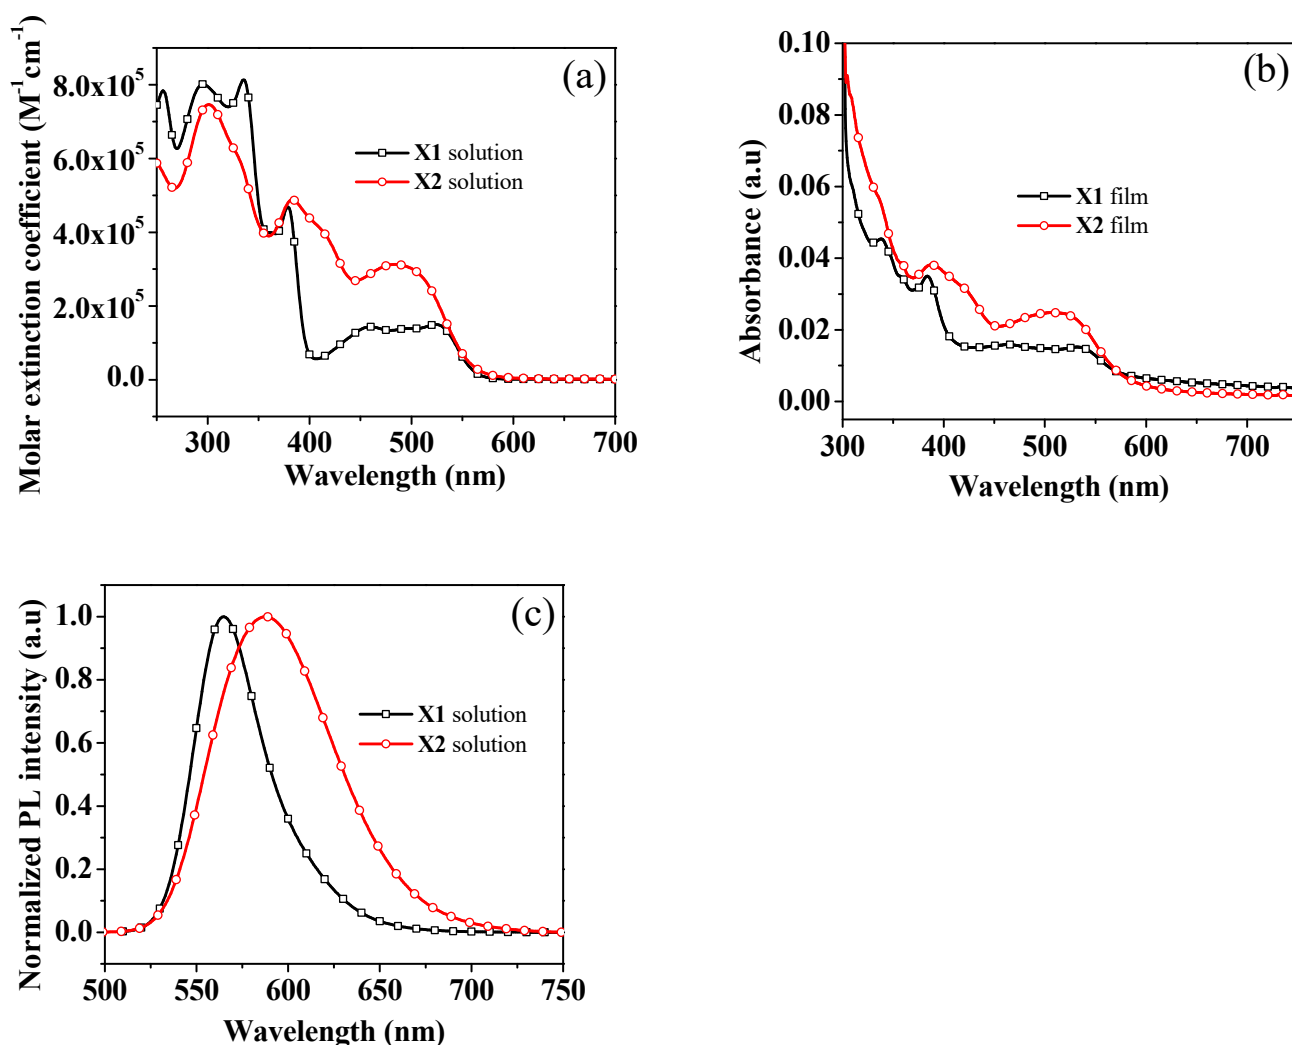 (a)
Molar extinction coefficient (M⁻¹cm⁻¹)
8.0x10⁵
6.0x10⁵
4.0x10⁵
2.0x10⁵
0.0
X1 solution
X2 solution
300 400 500 600 700
Wavelength (nm)
(b)
Absorbance (a.u)
0.10
0.08
0.06
0.04
0.02
0.00
X1 film
X2 film
300 400 500 600 700
Wavelength (nm)
(c)
Normalized PL intensity (a.u)
1.0
0.8
0.6
0.4
0.2
0.0
X1 solution
X2 solution
500 550 600 650 700 750
Wavelength (nm)